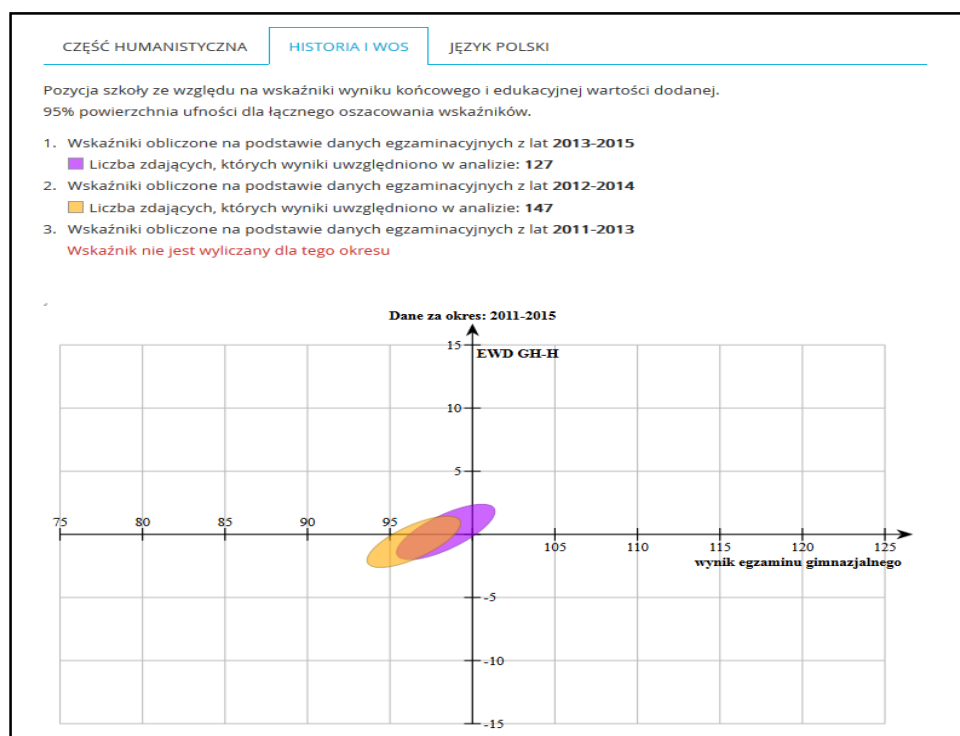 CZĘŚĆ HUMANISTYCZNA HISTORIA I WOS JĘZYK POLSKI
Pozycja szkoły ze względu na wskaźniki wyniku końcowego i edukacyjnej wartości dodanej.
95% powierzchnia ufności dla łącznego oszacowania wskaźników.
1. Wskaźniki obliczone na podstawie danych egzaminacyjnych z lat 2013-2015
Liczba zdających, których wyniki uwzględniono w analizie: 127
2. Wskaźniki obliczone na podstawie danych egzaminacyjnych z lat 2012-2014
Liczba zdających, których wyniki uwzględniono w analizie: 147
3. Wskaźniki obliczone na podstawie danych egzaminacyjnych z lat 2011-2013
Wskaźnik nie jest wyliczany dla tego okresu
Dane za okres: 2011-2015
15
EWD GH-H
10
5
75 80 85 90 95
105 110 115 120 125
wynik egzaminu gimnazjalnego
-5
-10
-15